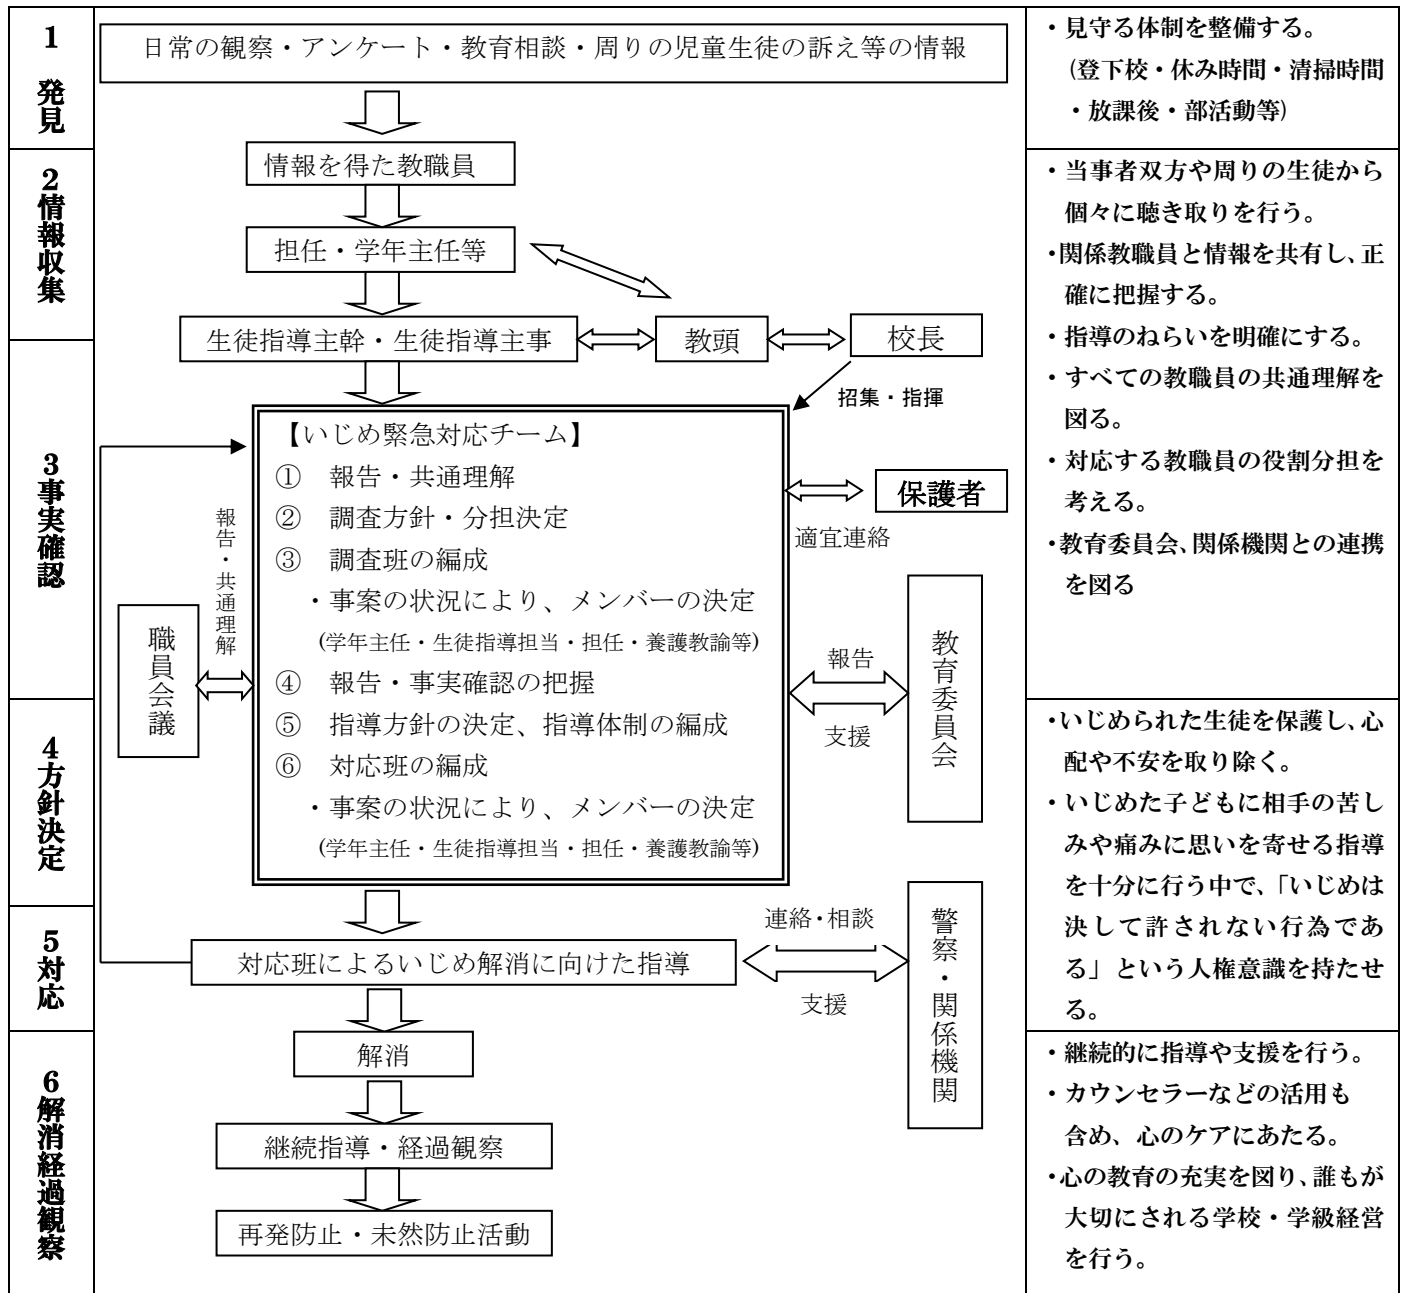 1 発見
日常の観察・アンケート・教育相談・周りの児童生徒の訴え等の情報
・見守る体制を整備する。
(登下校・休み時間・清掃時間
・放課後・部活動等)
2情報収集
情報を得た教職員
担任・学年主任等
生徒指導主幹・生徒指導主事
教頭
校長
招集・指揮
・当事者双方や周りの生徒から
個々に聴き取りを行う。
・関係教職員と情報を共有し、正
確に把握する。
・指導のねらいを明確にする。
・すべての教職員の共通理解を
図る。
・対応する教職員の役割分担を
考える。
・教育委員会、関係機関との連携
を図る
3事実確認
【いじめ緊急対応チーム】
① 報告・共通理解
② 調査方針・分担決定
③ 調査班の編成
・事案の状況により、メンバーの決定
(学年主任・生徒指導担当・担任・養護教諭等)
④ 報告・事実確認の把握
⑤ 指導方針の決定、指導体制の編成
⑥ 対応班の編成
・事案の状況により、メンバーの決定
(学年主任・生徒指導担当・担任・養護教諭等)
報告・共通理解
職員会議
保護者
適宜連絡
報告
支援
教育委員会
4方針決定
・いじめられた生徒を保護し、心
配や不安を取り除く。
・いじめた子どもに相手の苦し
みや痛みに思いを寄せる指導
を十分に行う中で、「いじめは
決して許されない行為であ
る」という人権意識を持たせ
る。
5対応
対応班によるいじめ解消に向けた指導
連絡・相談
支援
警察・関係機関
6解消経過観察
解消
継続指導・経過観察
再発防止・未然防止活動
・継続的に指導や支援を行う。
・カウンセラーなどの活用も
含め、心のケアにあたる。
・心の教育の充実を図り、誰もが
大切にされる学校・学級経営
を行う。